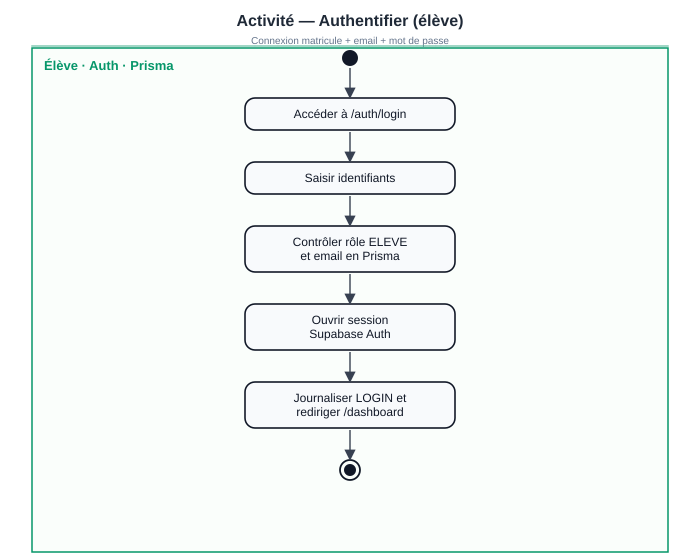 Activité — Authentifier (élève)
Connexion matricule + email + mot de passe
Élève · Auth · Prisma
Accéder à /auth/login
Saisir identifiants
Contrôler rôle ELEVE
et email en Prisma
Ouvrir session
Supabase Auth
Journaliser LOGIN et
rediriger /dashboard